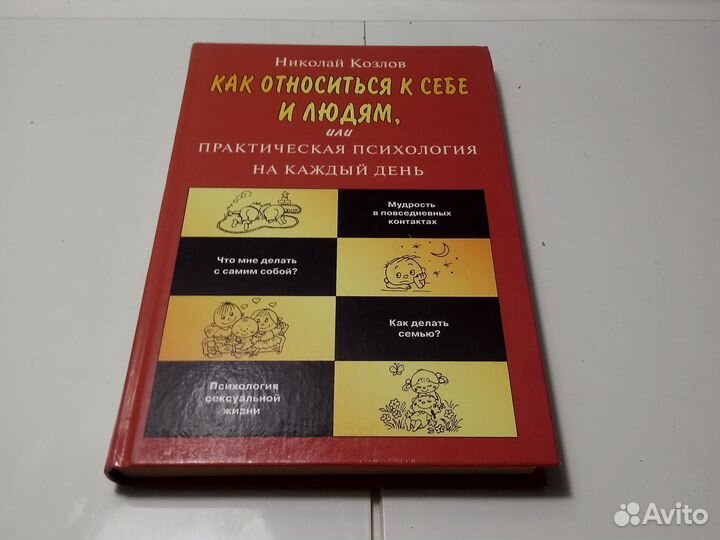 Николай Козлов
КАК ОТНОСИТЬСЯ К СЕБЕ
И ЛЮДЯМ,
или
ПРАКТИЧЕСКАЯ ПСИХОЛОГИЯ
НА КАЖДЫЙ ДЕНЬ
Мудрость
в повседневных
контактах
Что мне делать
с самим собой?
Как делать
семью?
Психология
сексуальной
жизни
Avito